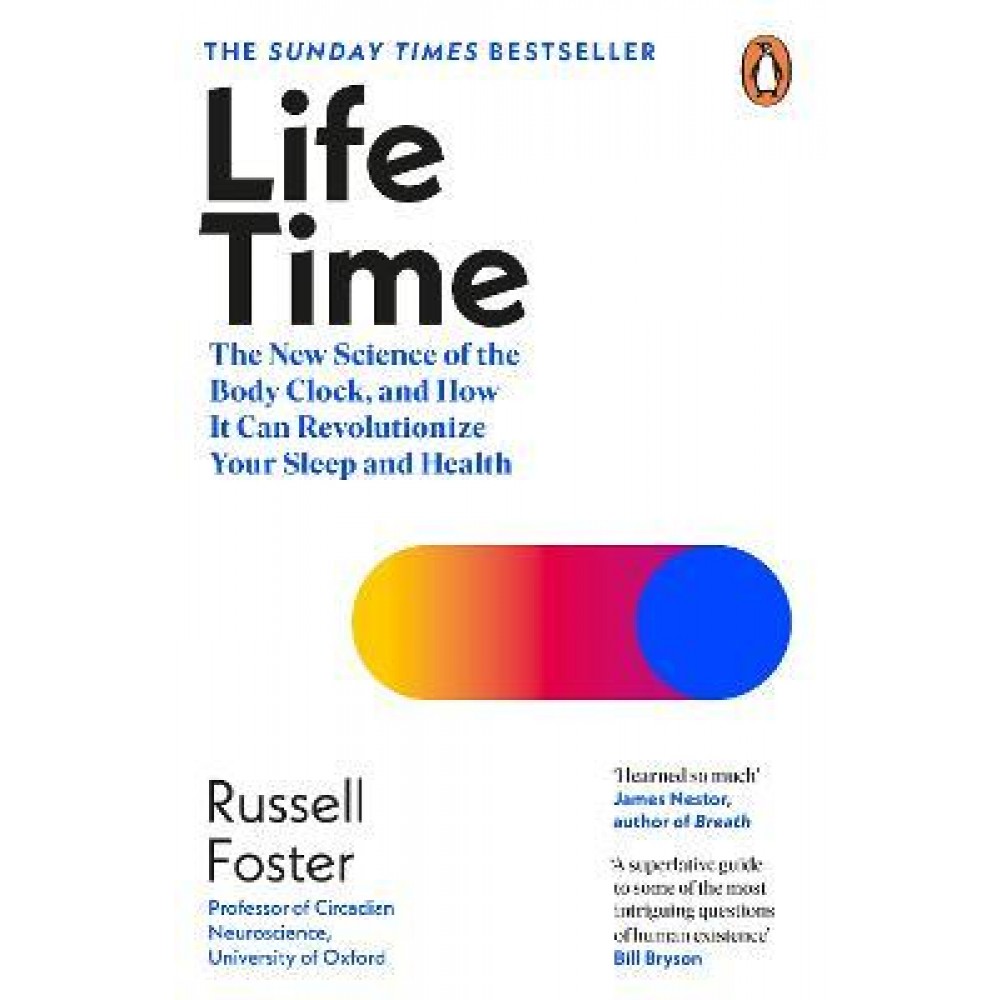 THE SUNDAY TIMES BESTSELLER
Life
Time
The New Science of the
Body Clock, and How
It Can Revolutionize
Your Sleep and Health
Russell
Foster
Professor of Circadian
Neuroscience,
University of Oxford
'I learned so much'
James Nestor,
author of Breath
'A superlative guide
to some of the most
intriguing questions
of human existence'
Bill Bryson